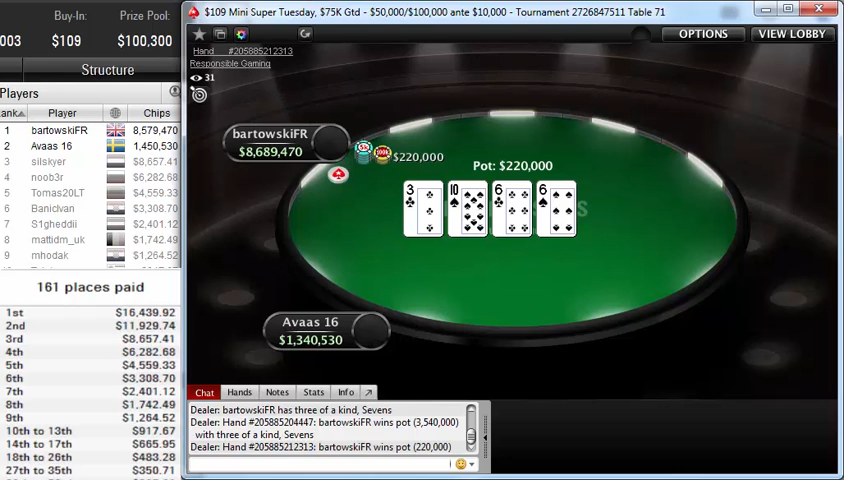 Buy-In:
Prize Pool:
003
$109
$100,300
Structure
Players
Rank
Player
Chips
1 bartowskiFR 8,579,470
2 Avaas 16 1,450,530
3 silskyer $8,657.41
4 noob3r $6,282.68
5 Tomas20LT $4,559.33
6 BanicIvan $3,308.70
7 S1gheddii $2,401.12
8 mattidm_uk $1,742.49
9 mhodak $1,264.52
161 places paid
1st $16,439.92
2nd $11,929.74
3rd $8,657.41
4th $6,282.68
5th $4,559.33
6th $3,308.70
7th $2,401.12
8th $1,742.49
9th $1,264.52
10th to 13th $917.67
14th to 17th $665.95
18th to 26th $483.28
27th to 35th $350.71
$109 Mini Super Tuesday, $75K Gtd - $50,000/$100,000 ante $10,000 - Tournament 2726847511 Table 71
OPTIONS
VIEW LOBBY
Hand #205885212313
Responsible Gaming
31
bartowskiFR
$8,689,470
$220,000
Pot: $220,000
3
10
6
6
S
Avaas 16
$1,340,530
Chat Hands Notes Stats Info
Dealer: bartowskiFR has three of a kind, Sevens
Dealer: Hand #205885204447: bartowskiFR wins pot (3,540,000)
with three of a kind, Sevens
Dealer: Hand #205885212313: bartowskiFR wins pot (220,000)